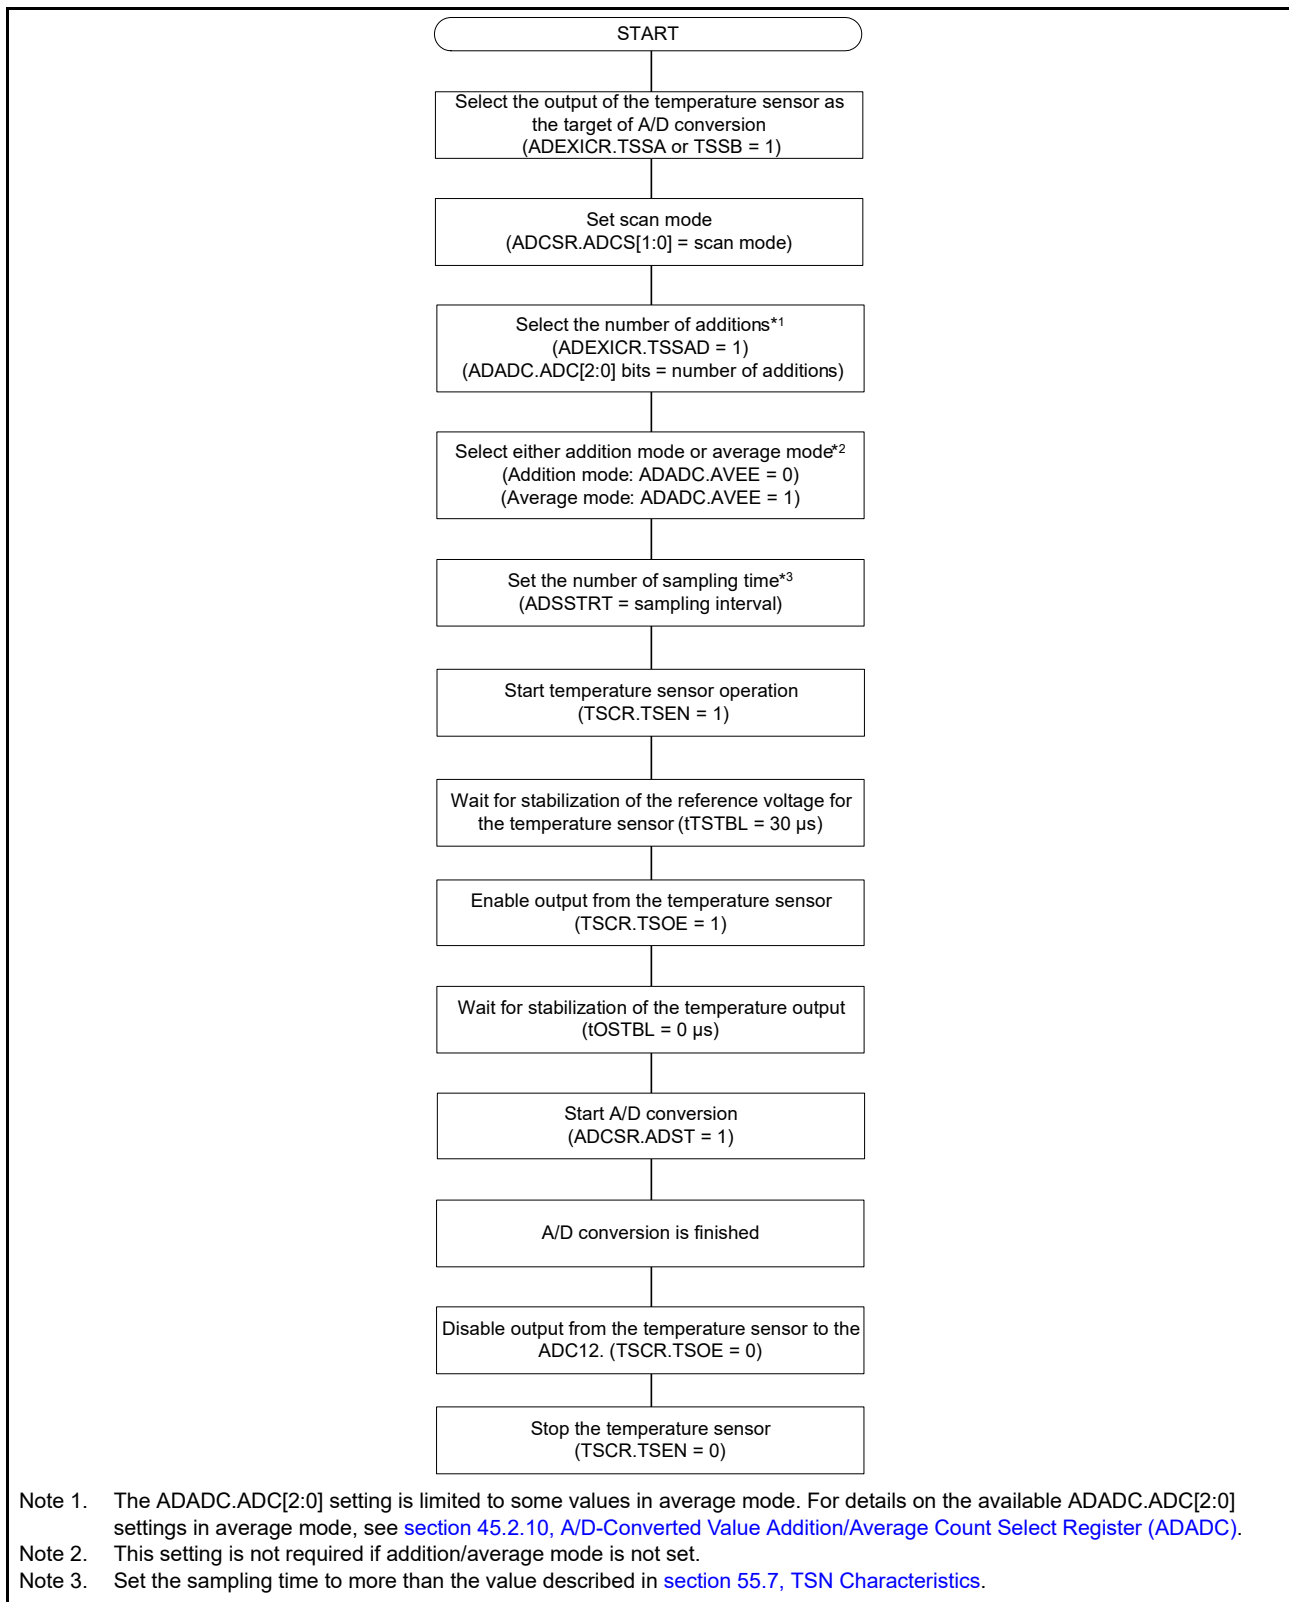 START
Select the output of the temperature sensor as
the target of A/D conversion
(ADEXICR.TSSA or TSSB = 1)
Set scan mode
(ADCSR.ADCS[1:0] = scan mode)
Select the number of additions*1
(ADEXICR.TSSAD = 1)
(ADADC.ADC[2:0] bits = number of additions)
Select either addition mode or average mode*2
(Addition mode: ADADC.AVEE = 0)
(Average mode: ADADC.AVEE = 1)
Set the number of sampling time*3
(ADSSTRT = sampling interval)
Start temperature sensor operation
(TSCR.TSEN = 1)
Wait for stabilization of the reference voltage for
the temperature sensor (tTSTBL = 30 µs)
Enable output from the temperature sensor
(TSCR.TSOE = 1)
Wait for stabilization of the temperature output
(tOSTBL = 0 µs)
Start A/D conversion
(ADCSR.ADST = 1)
A/D conversion is finished
Disable output from the temperature sensor to the
ADC12. (TSCR.TSOE = 0)
Stop the temperature sensor
(TSCR.TSEN = 0)
Note 1. The ADADC.ADC[2:0] setting is limited to some values in average mode. For details on the available ADADC.ADC[2:0]
settings in average mode, see section 45.2.10, A/D-Converted Value Addition/Average Count Select Register (ADADC).
Note 2. This setting is not required if addition/average mode is not set.
Note 3. Set the sampling time to more than the value described in section 55.7, TSN Characteristics.